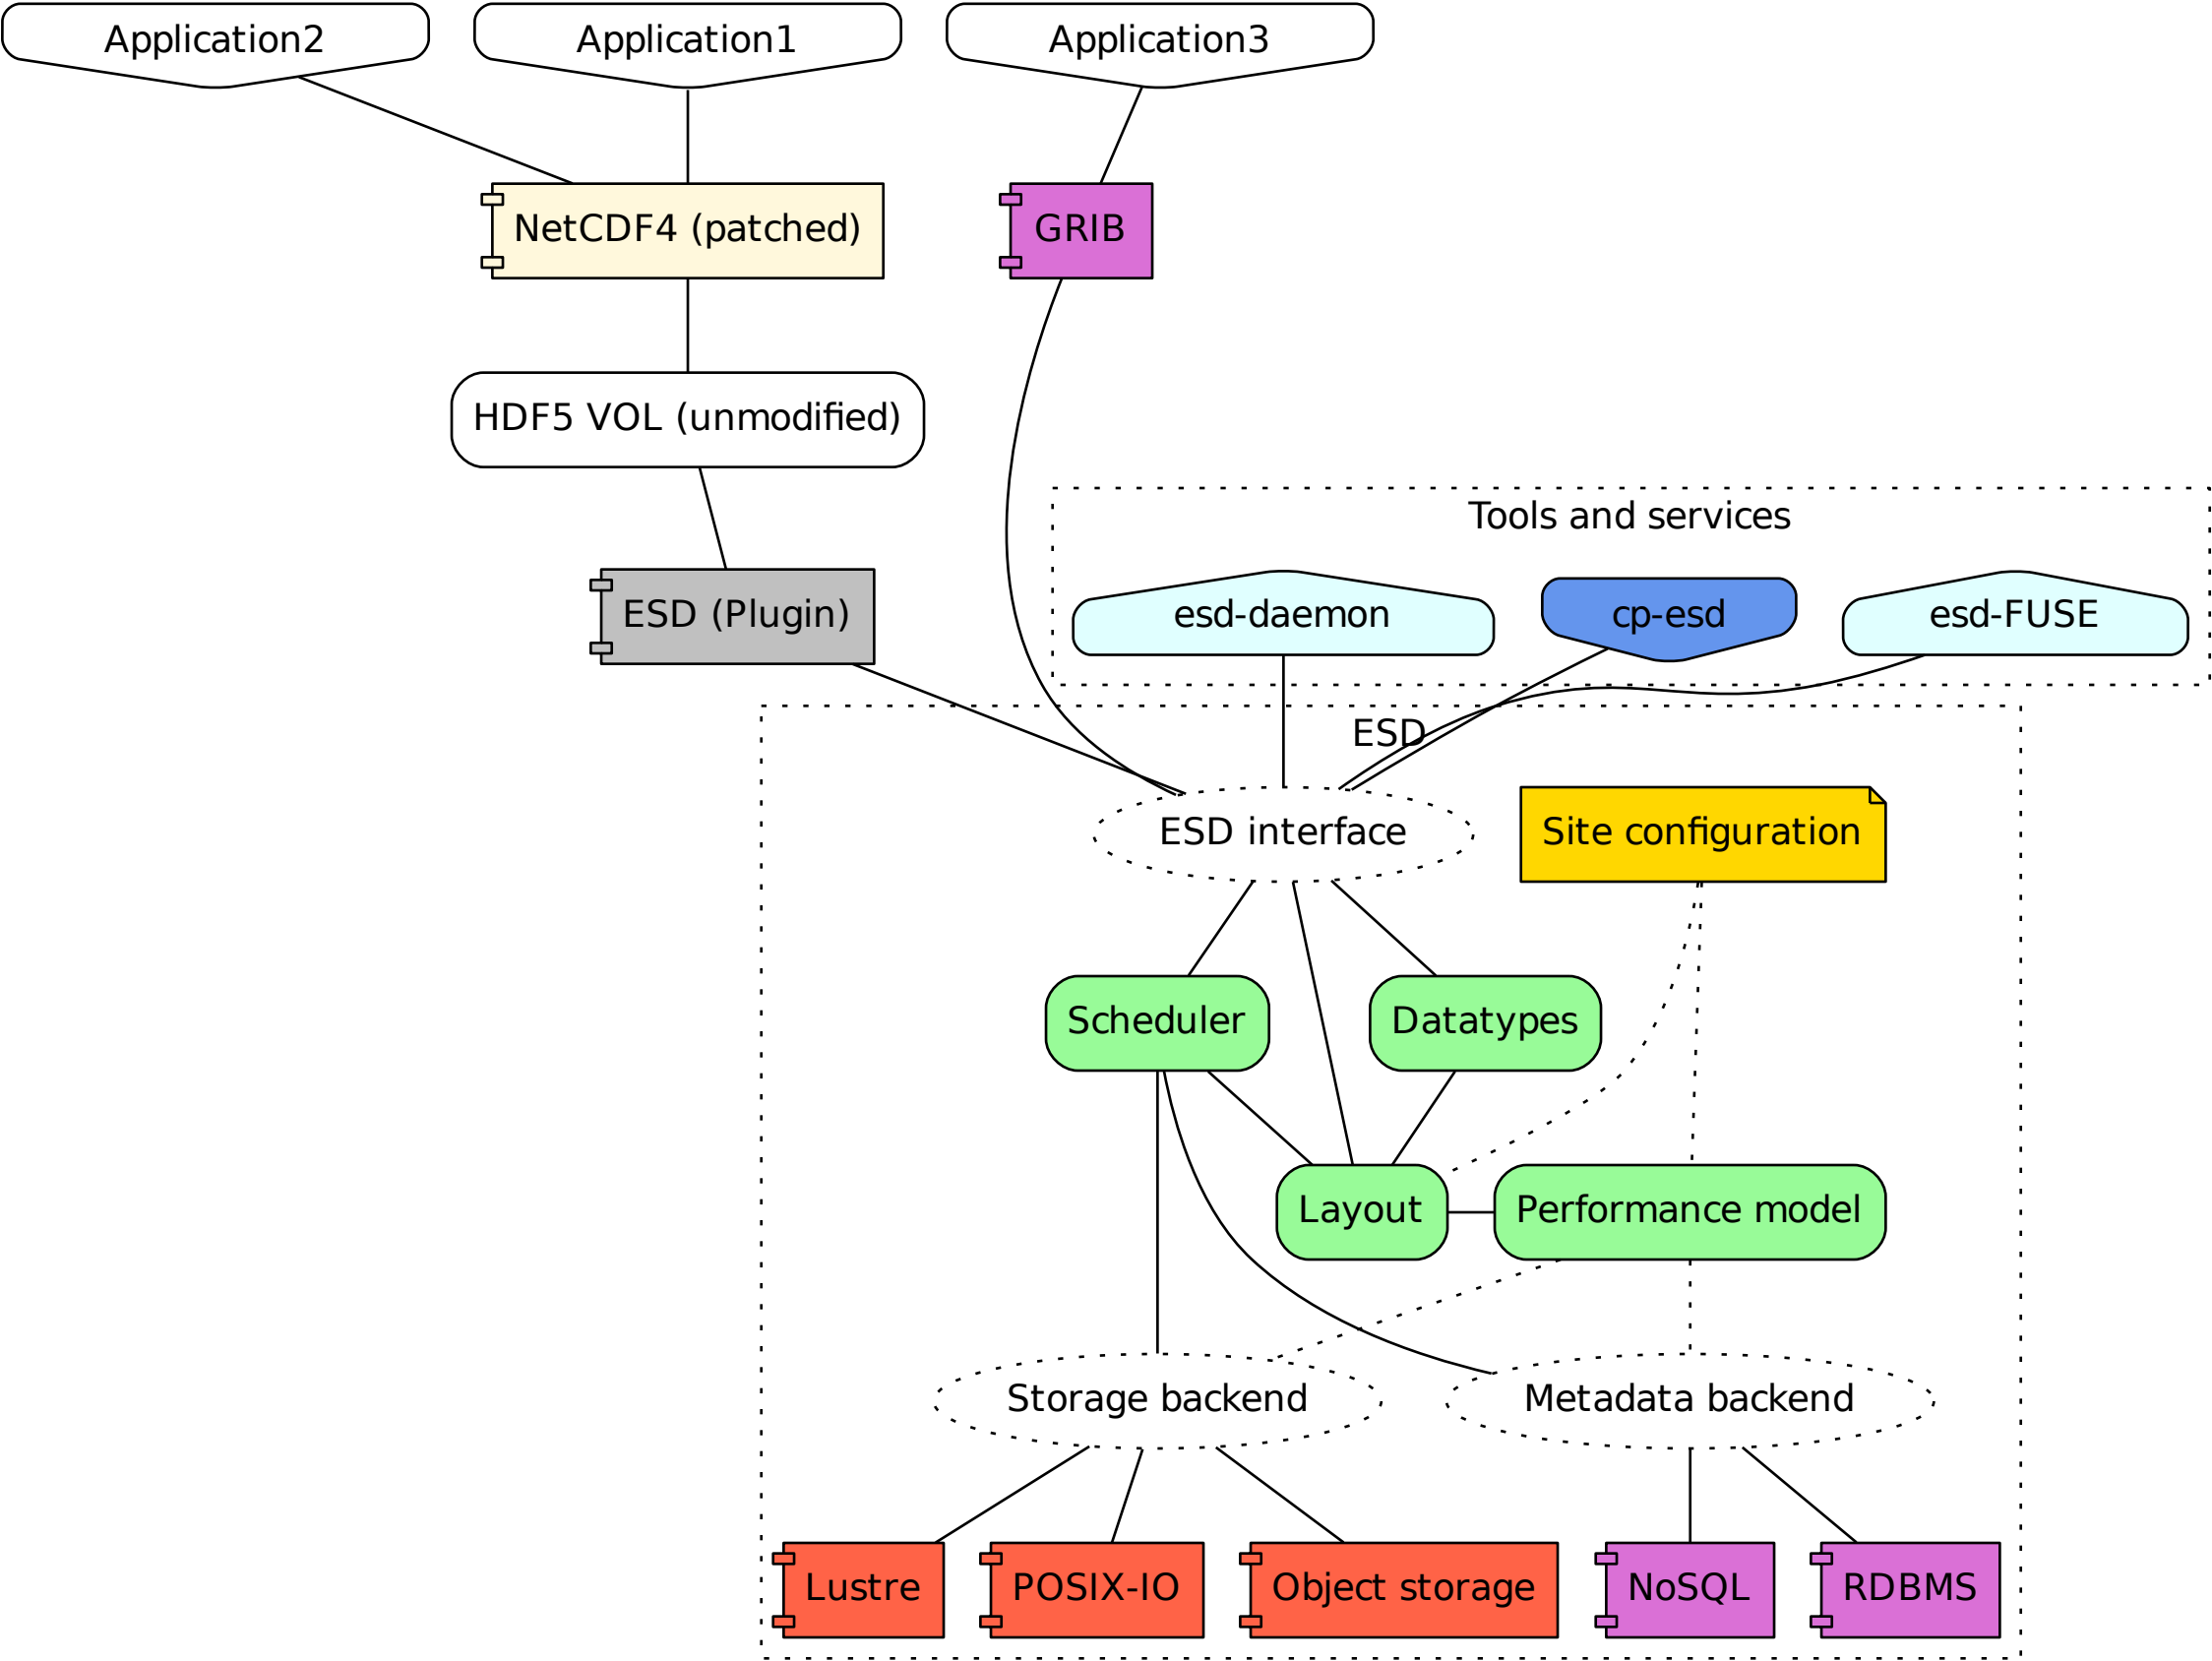 Application2
Application1
Application3
NetCDF4 (patched)
GRIB
HDF5 VOL (unmodified)
Tools and services
ESD (Plugin)
esd-daemon
cp-esd
esd-FUSE
ESD
ESD interface
Site configuration
Scheduler
Datatypes
Layout
Performance model
Storage backend
Metadata backend
Lustre
POSIX-IO
Object storage
NoSQL
RDBMS